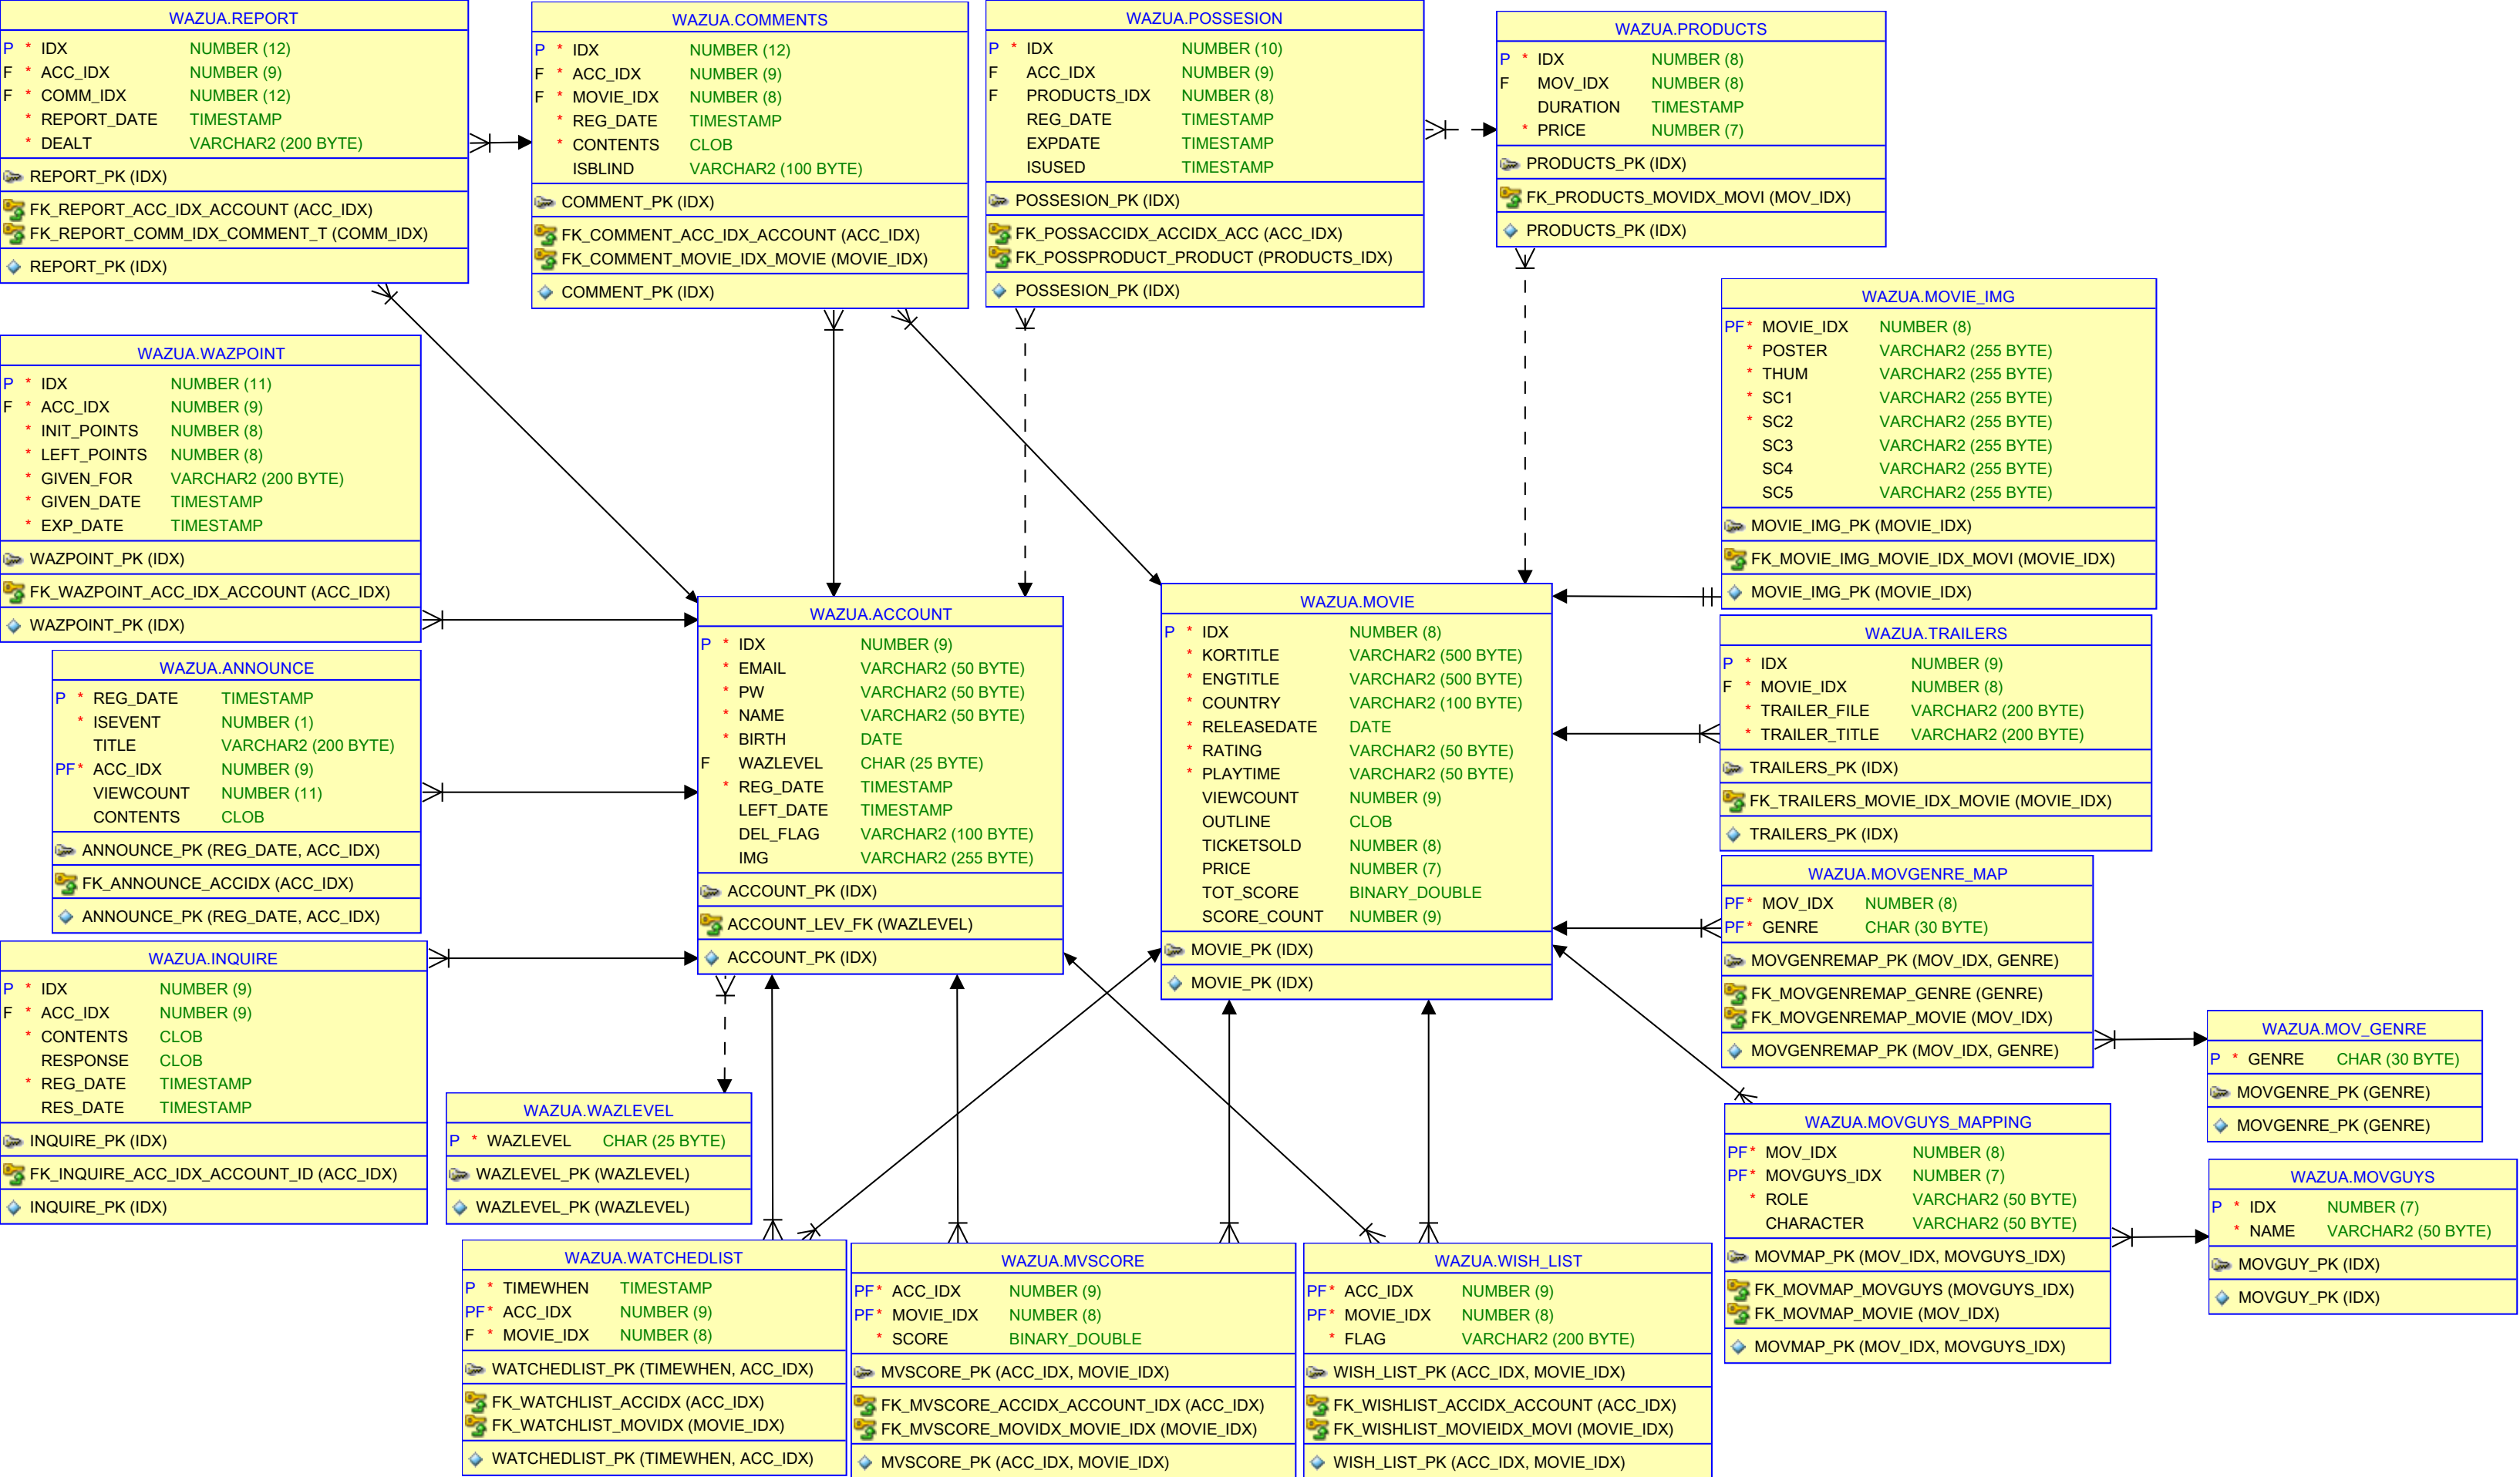 WAZUA.REPORT
P * IDX NUMBER (12)
F * ACC_IDX NUMBER (9)
F * COMM_IDX NUMBER (12)
* REPORT_DATE TIMESTAMP
* DEALT VARCHAR2 (200 BYTE)
REPORT_PK (IDX)
FK_REPORT_ACC_IDX_ACCOUNT (ACC_IDX)
FK_REPORT_COMM_IDX_COMMENT_T (COMM_IDX)
REPORT_PK (IDX)
WAZUA.COMMENTS
P * IDX NUMBER (12)
F * ACC_IDX NUMBER (9)
F * MOVIE_IDX NUMBER (8)
* REG_DATE TIMESTAMP
* CONTENTS CLOB
ISBLIND VARCHAR2 (100 BYTE)
COMMENT_PK (IDX)
FK_COMMENT_ACC_IDX_ACCOUNT (ACC_IDX)
FK_COMMENT_MOVIE_IDX_MOVIE (MOVIE_IDX)
COMMENT_PK (IDX)
WAZUA.POSSESION
P * IDX NUMBER (10)
F ACC_IDX NUMBER (9)
F PRODUCTS_IDX NUMBER (8)
REG_DATE TIMESTAMP
EXPDATE TIMESTAMP
ISUSED TIMESTAMP
POSSESION_PK (IDX)
FK_POSSACCIDX_ACCIDX_ACC (ACC_IDX)
FK_POSSPRODUCT_PRODUCT (PRODUCTS_IDX)
POSSESION_PK (IDX)
WAZUA.PRODUCTS
P * IDX NUMBER (8)
F MOV_IDX NUMBER (8)
DURATION TIMESTAMP
* PRICE NUMBER (7)
PRODUCTS_PK (IDX)
FK_PRODUCTS_MOVIDX_MOVI (MOV_IDX)
PRODUCTS_PK (IDX)
WAZUA.MOVIE_IMG
PF* MOVIE_IDX NUMBER (8)
* POSTER VARCHAR2 (255 BYTE)
* THUM VARCHAR2 (255 BYTE)
* SC1 VARCHAR2 (255 BYTE)
* SC2 VARCHAR2 (255 BYTE)
SC3 VARCHAR2 (255 BYTE)
SC4 VARCHAR2 (255 BYTE)
SC5 VARCHAR2 (255 BYTE)
MOVIE_IMG_PK (MOVIE_IDX)
FK_MOVIE_IMG_MOVIE_IDX_MOVI (MOVIE_IDX)
MOVIE_IMG_PK (MOVIE_IDX)
WAZUA.WAZPOINT
P * IDX NUMBER (11)
F * ACC_IDX NUMBER (9)
* INIT_POINTS NUMBER (8)
* LEFT_POINTS NUMBER (8)
* GIVEN_FOR VARCHAR2 (200 BYTE)
* GIVEN_DATE TIMESTAMP
* EXP_DATE TIMESTAMP
WAZPOINT_PK (IDX)
FK_WAZPOINT_ACC_IDX_ACCOUNT (ACC_IDX)
WAZPOINT_PK (IDX)
WAZUA.ANNOUNCE
P * REG_DATE TIMESTAMP
* ISEVENT NUMBER (1)
TITLE VARCHAR2 (200 BYTE)
PF* ACC_IDX NUMBER (9)
VIEWCOUNT NUMBER (11)
CONTENTS CLOB
ANNOUNCE_PK (REG_DATE, ACC_IDX)
FK_ANNOUNCE_ACCIDX (ACC_IDX)
ANNOUNCE_PK (REG_DATE, ACC_IDX)
WAZUA.ACCOUNT
P * IDX NUMBER (9)
* EMAIL VARCHAR2 (50 BYTE)
* PW VARCHAR2 (50 BYTE)
* NAME VARCHAR2 (50 BYTE)
* BIRTH DATE
F WAZLEVEL CHAR (25 BYTE)
* REG_DATE TIMESTAMP
LEFT_DATE TIMESTAMP
DEL_FLAG VARCHAR2 (100 BYTE)
IMG VARCHAR2 (255 BYTE)
ACCOUNT_PK (IDX)
ACCOUNT_LEV_FK (WAZLEVEL)
ACCOUNT_PK (IDX)
WAZUA.MOVIE
P * IDX NUMBER (8)
* KORTITLE VARCHAR2 (500 BYTE)
* ENGTITLE VARCHAR2 (500 BYTE)
* COUNTRY VARCHAR2 (100 BYTE)
* RELEASEDATE DATE
* RATING VARCHAR2 (50 BYTE)
* PLAYTIME VARCHAR2 (50 BYTE)
VIEWCOUNT NUMBER (9)
OUTLINE CLOB
TICKETSOLD NUMBER (8)
PRICE NUMBER (7)
TOT_SCORE BINARY_DOUBLE
SCORE_COUNT NUMBER (9)
MOVIE_PK (IDX)
MOVIE_PK (IDX)
WAZUA.TRAILERS
P * IDX NUMBER (9)
F * MOVIE_IDX NUMBER (8)
* TRAILER_FILE VARCHAR2 (200 BYTE)
* TRAILER_TITLE VARCHAR2 (200 BYTE)
TRAILERS_PK (IDX)
FK_TRAILERS_MOVIE_IDX_MOVIE (MOVIE_IDX)
TRAILERS_PK (IDX)
WAZUA.MOVGENRE_MAP
PF* MOV_IDX NUMBER (8)
PF* GENRE CHAR (30 BYTE)
MOVGENREMAP_PK (MOV_IDX, GENRE)
FK_MOVGENREMAP_GENRE (GENRE)
FK_MOVGENREMAP_MOVIE (MOV_IDX)
MOVGENREMAP_PK (MOV_IDX, GENRE)
WAZUA.MOV_GENRE
P * GENRE CHAR (30 BYTE)
MOVGENRE_PK (GENRE)
MOVGENRE_PK (GENRE)
WAZUA.INQUIRE
P * IDX NUMBER (9)
F * ACC_IDX NUMBER (9)
* CONTENTS CLOB
RESPONSE CLOB
* REG_DATE TIMESTAMP
RES_DATE TIMESTAMP
INQUIRE_PK (IDX)
FK_INQUIRE_ACC_IDX_ACCOUNT_ID (ACC_IDX)
INQUIRE_PK (IDX)
WAZUA.WAZLEVEL
P * WAZLEVEL CHAR (25 BYTE)
WAZLEVEL_PK (WAZLEVEL)
WAZLEVEL_PK (WAZLEVEL)
WAZUA.MOVGUYS_MAPPING
PF* MOV_IDX NUMBER (8)
PF* MOVGUYS_IDX NUMBER (7)
* ROLE VARCHAR2 (50 BYTE)
CHARACTER VARCHAR2 (50 BYTE)
MOVMAP_PK (MOV_IDX, MOVGUYS_IDX)
FK_MOVMAP_MOVGUYS (MOVGUYS_IDX)
FK_MOVMAP_MOVIE (MOV_IDX)
MOVMAP_PK (MOV_IDX, MOVGUYS_IDX)
WAZUA.MOVGUYS
P * IDX NUMBER (7)
* NAME VARCHAR2 (50 BYTE)
MOVGUY_PK (IDX)
MOVGUY_PK (IDX)
WAZUA.WATCHEDLIST
P * TIMEWHEN TIMESTAMP
PF* ACC_IDX NUMBER (9)
F * MOVIE_IDX NUMBER (8)
WATCHEDLIST_PK (TIMEWHEN, ACC_IDX)
FK_WATCHLIST_ACCIDX (ACC_IDX)
FK_WATCHLIST_MOVIDX (MOVIE_IDX)
WATCHEDLIST_PK (TIMEWHEN, ACC_IDX)
WAZUA.MVSCORE
PF* ACC_IDX NUMBER (9)
PF* MOVIE_IDX NUMBER (8)
* SCORE BINARY_DOUBLE
MVSCORE_PK (ACC_IDX, MOVIE_IDX)
FK_MVSCORE_ACCIDX_ACCOUNT_IDX (ACC_IDX)
FK_MVSCORE_MOVIDX_MOVIE_IDX (MOVIE_IDX)
MVSCORE_PK (ACC_IDX, MOVIE_IDX)
WAZUA.WISH_LIST
PF* ACC_IDX NUMBER (9)
PF* MOVIE_IDX NUMBER (8)
* FLAG VARCHAR2 (200 BYTE)
WISH_LIST_PK (ACC_IDX, MOVIE_IDX)
FK_WISHLIST_ACCIDX_ACCOUNT (ACC_IDX)
FK_WISHLIST_MOVIEIDX_MOVI (MOVIE_IDX)
WISH_LIST_PK (ACC_IDX, MOVIE_IDX)